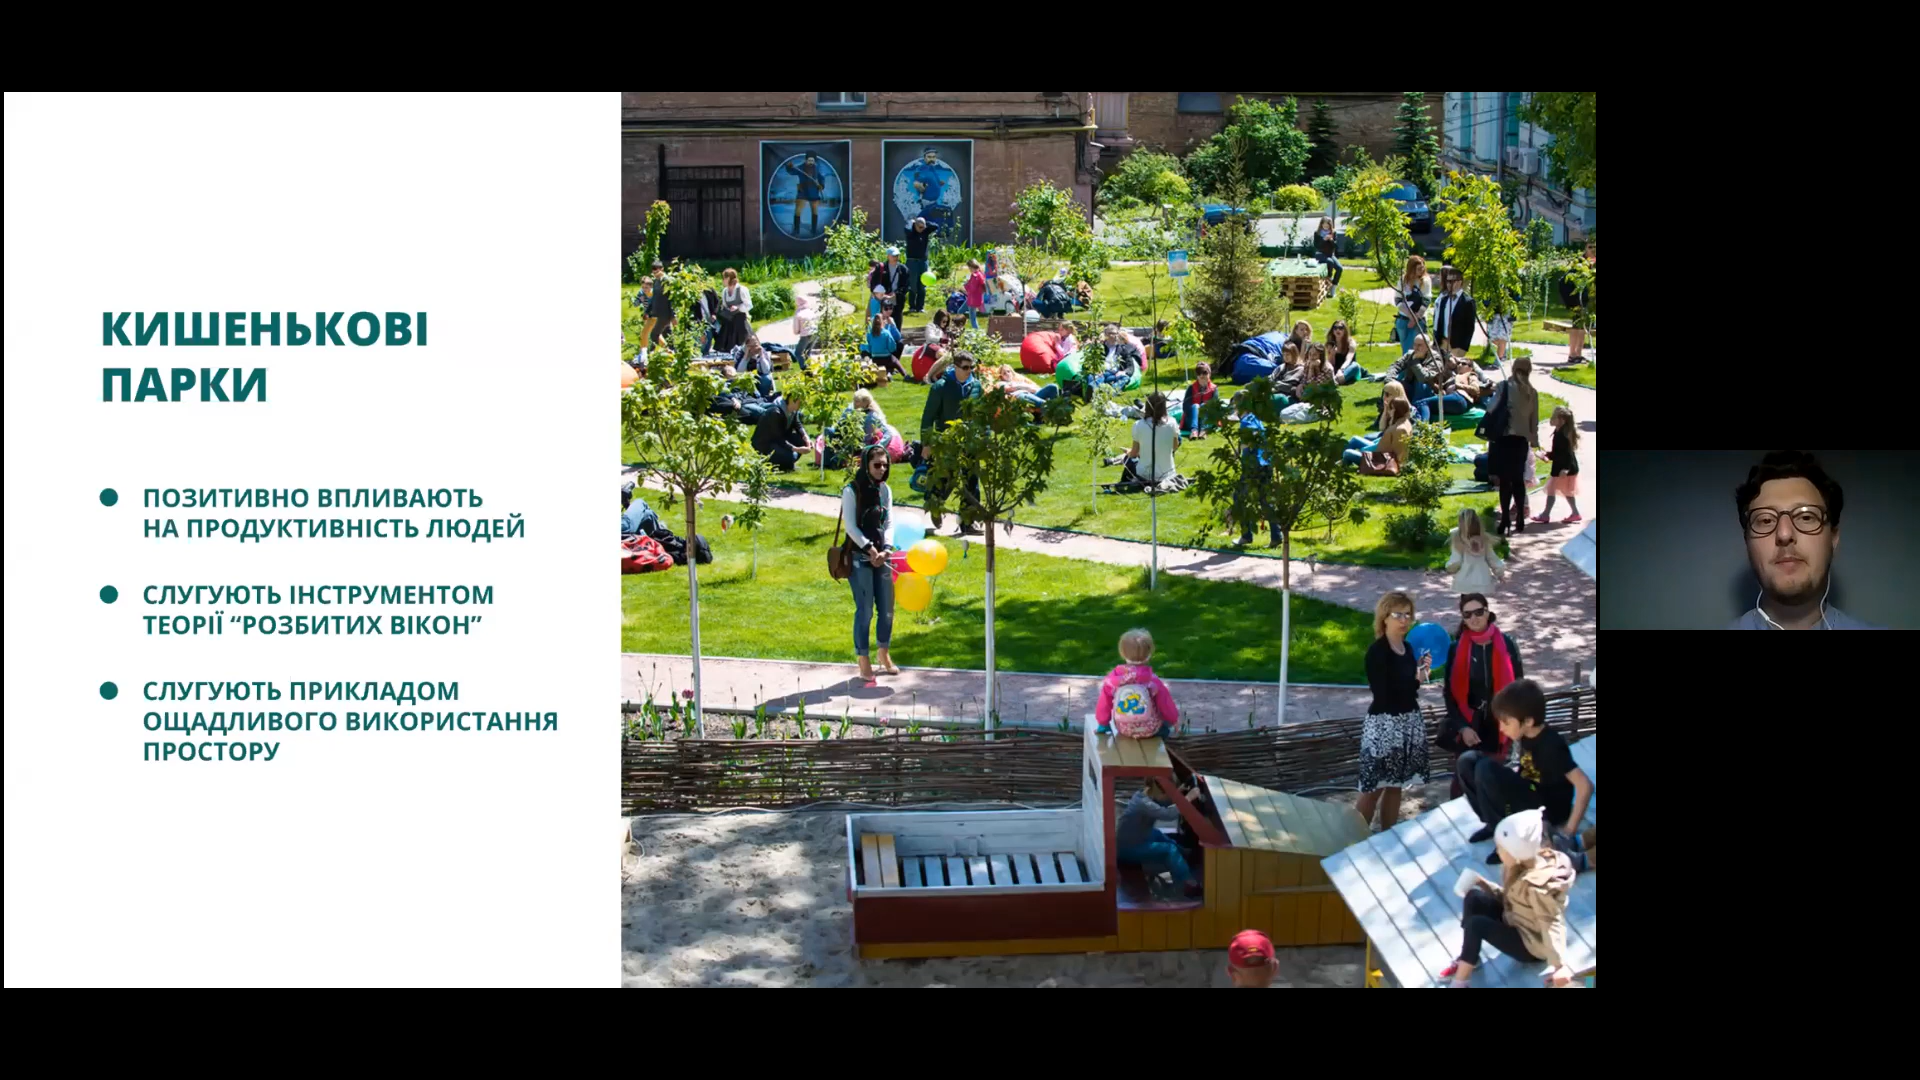 КИШЕНЬКОВІ
ПАРКИ
ПОЗИТИВНО ВПЛИВАЮТЬ
НА ПРОДУКТИВНІСТЬ ЛЮДЕЙ
СЛУГУЮТЬ ІНСТРУМЕНТОМ
ТЕОРІЇ “РОЗБИТИХ ВІКОН”
СЛУГУЮТЬ ПРИКЛАДОМ
ОЩАДЛИВОГО ВИКОРИСТАННЯ
ПРОСТОРУ